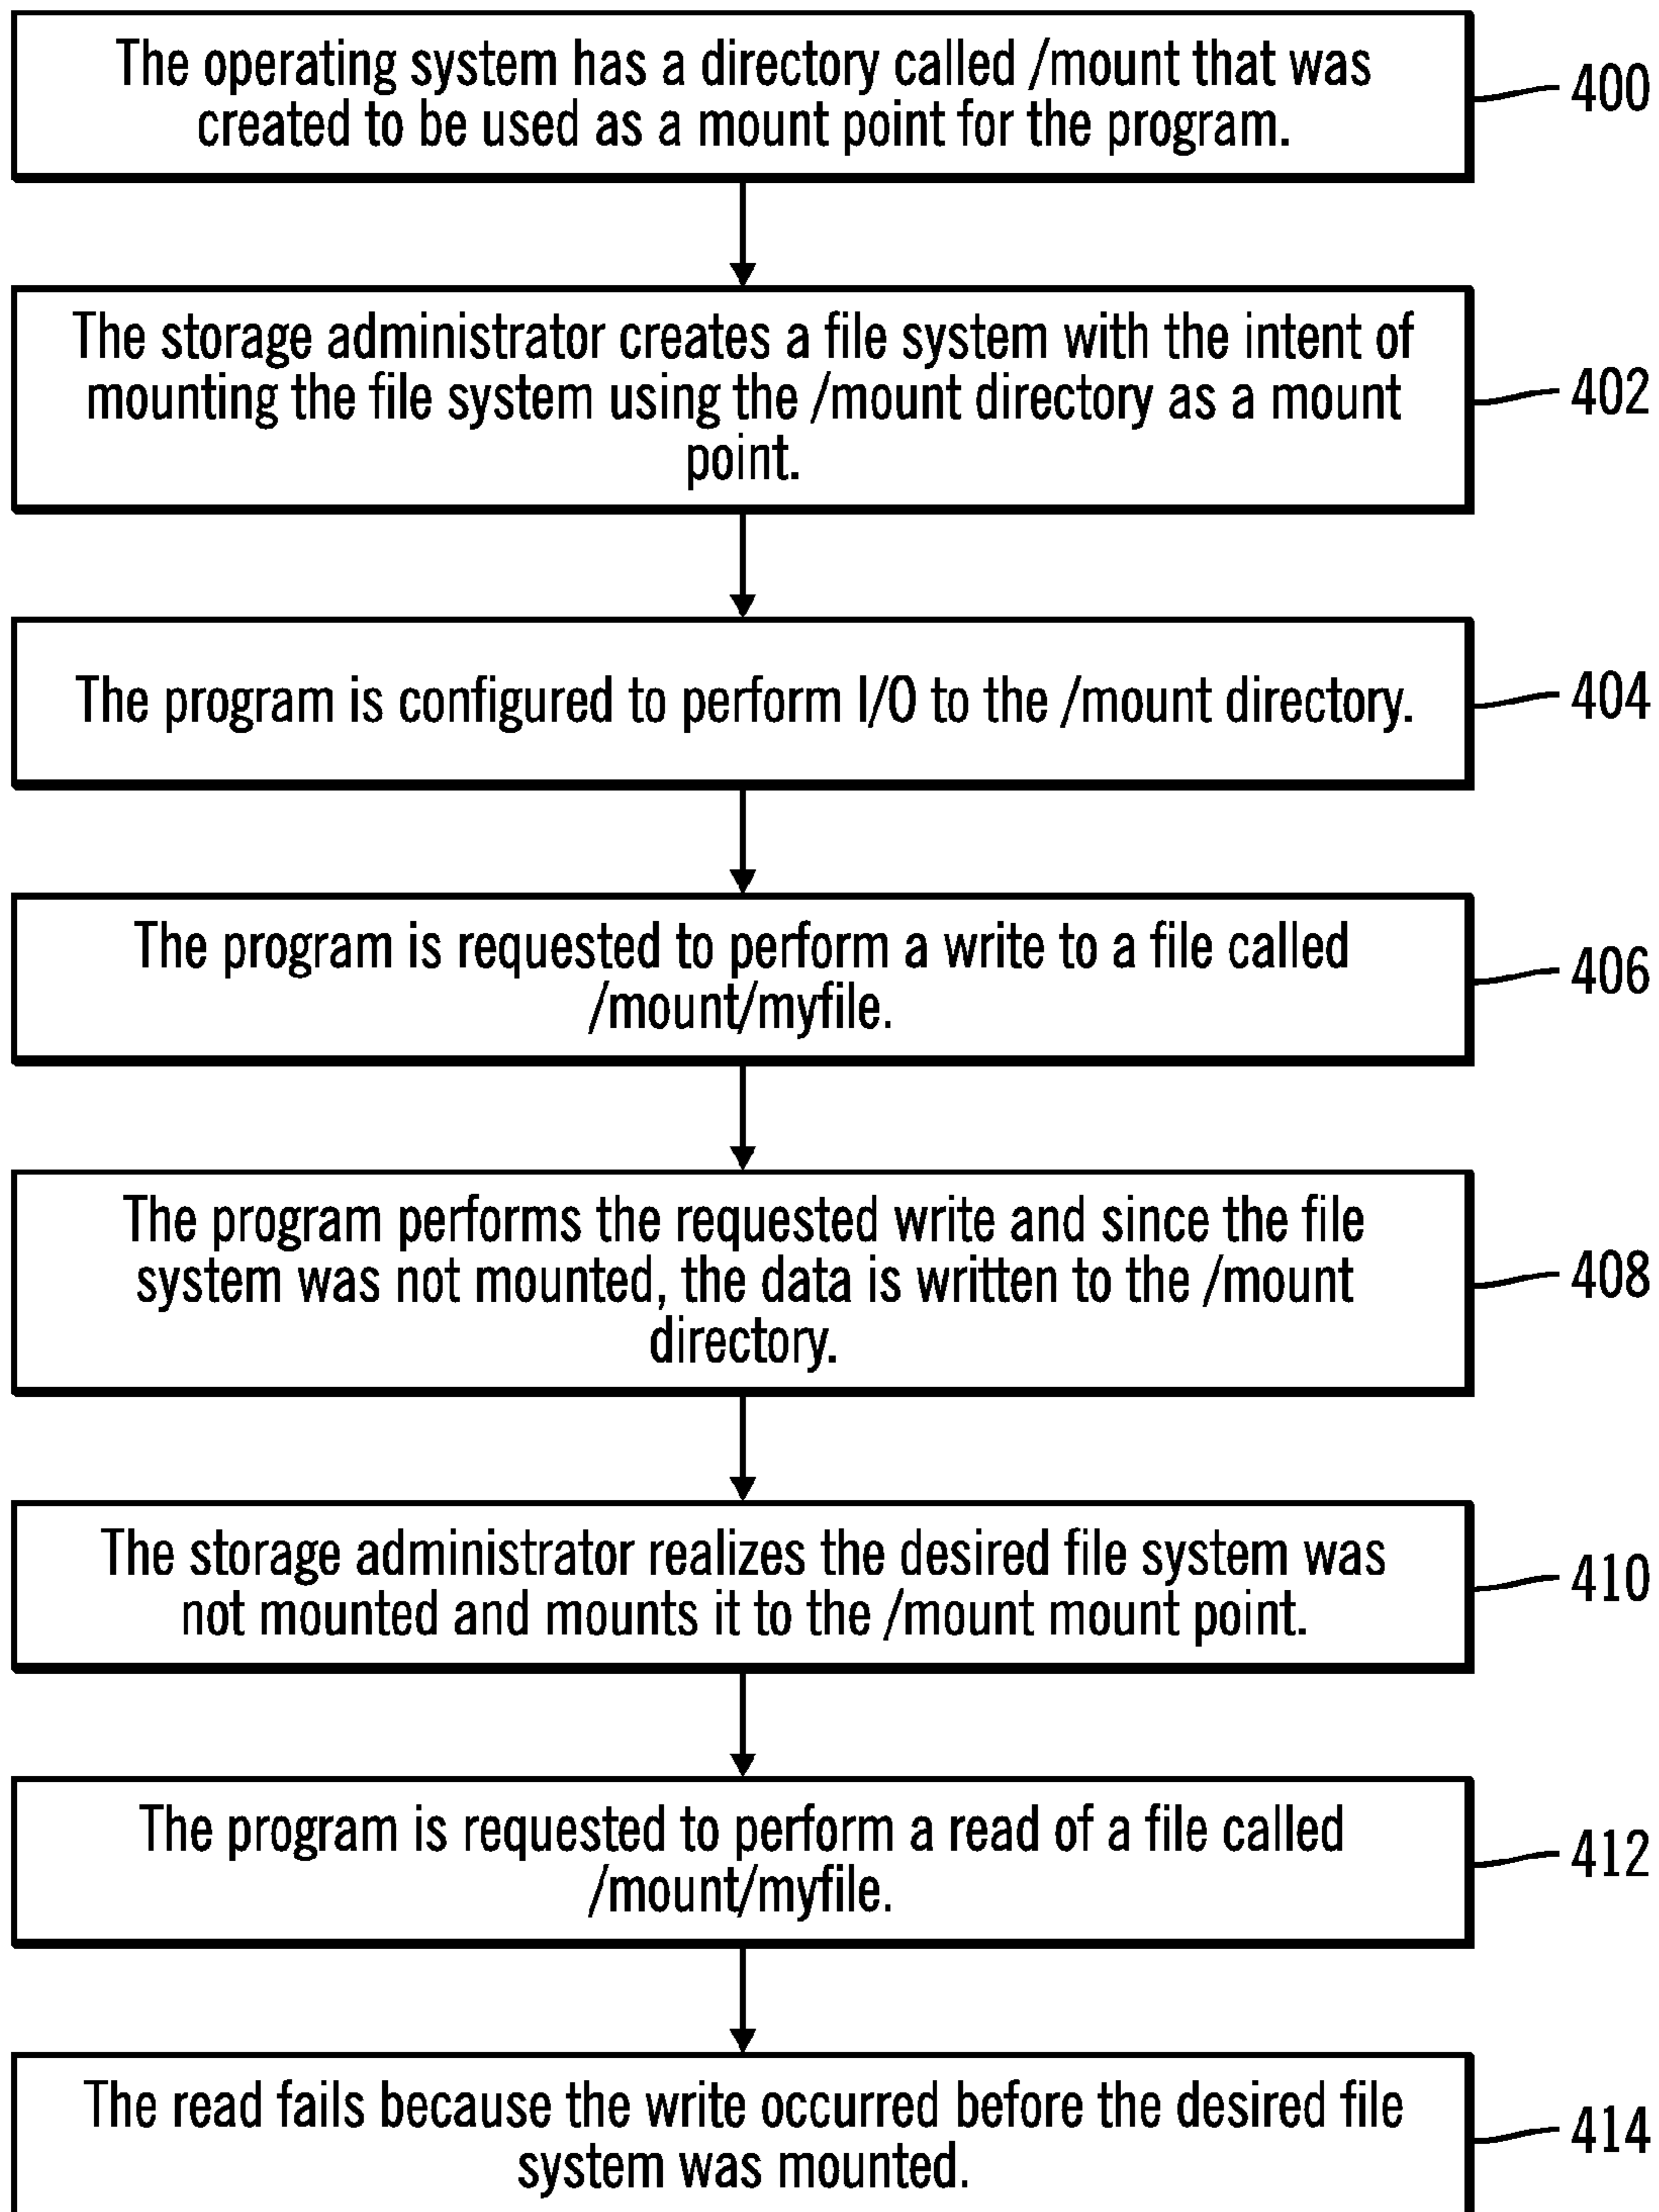 The operating system has a directory called /mount that was
created to be used as a mount point for the program.
400
The storage administrator creates a file system with the intent of
mounting the file system using the /mount directory as a mount
point.
402
The program is configured to perform I/O to the /mount directory.
404
The program is requested to perform a write to a file called
/mount/myfile.
406
The program performs the requested write and since the file
system was not mounted, the data is written to the /mount
directory.
408
The storage administrator realizes the desired file system was
not mounted and mounts it to the /mount mount point.
410
The program is requested to perform a read of a file called
/mount/myfile.
412
The read fails because the write occurred before the desired file
system was mounted.
414